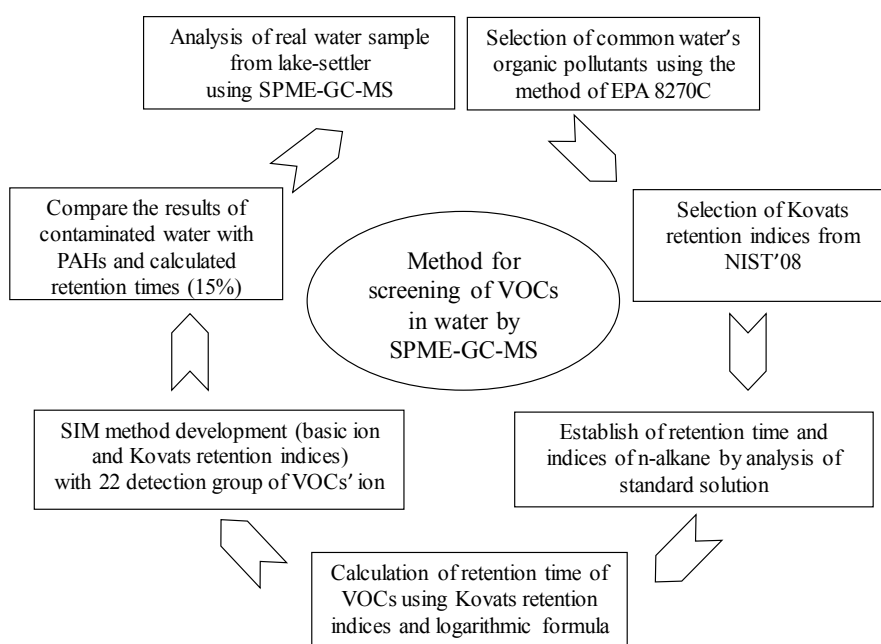 Analysis of real water sample
from lake-settler
using SPME-GC-MS
Selection of common water's
organic pollutants using the
method of EPA 8270C
Selection of Kovats
retention indices from
NIST'08
Establish of retention time and
indices of n-alkane by analysis of
standard solution
Calculation of retention time of
VOCs using Kovats retention
indices and logarithmic formula
SIM method development (basic ion
and Kovats retention indices)
with 22 detection group of VOCs' ion
Compare the results of
contaminated water with
PAHs and calculated
retention times (15%)
Method for
screening of VOCs
in water by
SPME-GC-MS